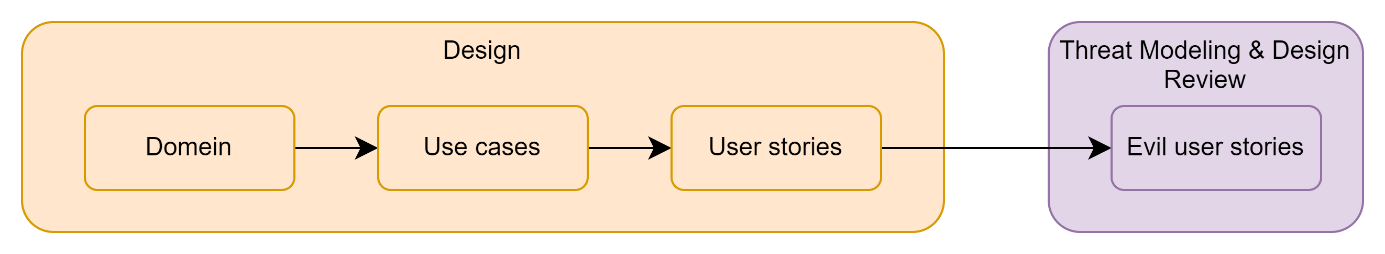 Design
Threat Modeling & Design
Review
Domein
Use cases
User stories
Evil user stories